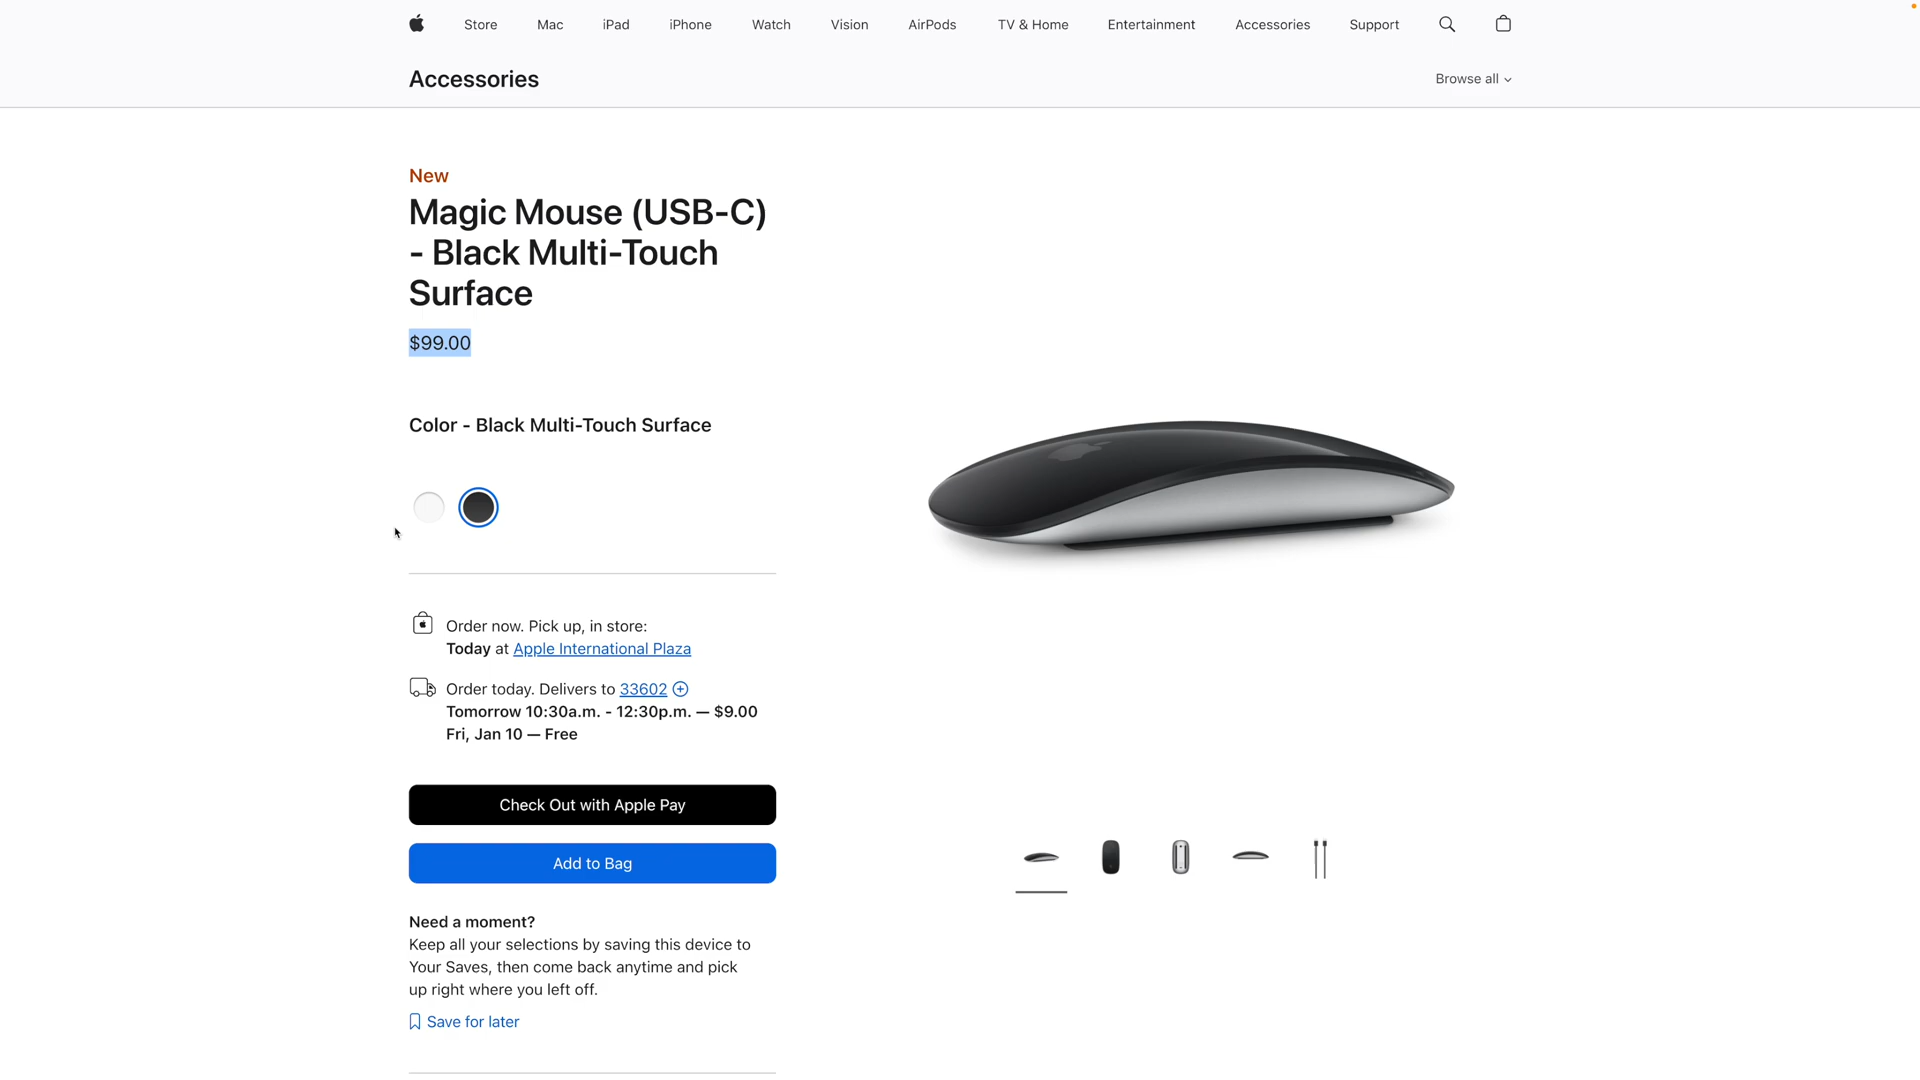 Store Mac iPad iPhone Watch Vision AirPods TV & Home Entertainment Accessories Support
Accessories
Browse all
New
Magic Mouse (USB-C)
- Black Multi-Touch
Surface
$99.00
Color - Black Multi-Touch Surface
Order now. Pick up, in store:
Today at Apple International Plaza
Order today. Delivers to 33602
Tomorrow 10:30a.m. - 12:30p.m. — $9.00
Fri, Jan 10 — Free
Check Out with Apple Pay
Add to Bag
Need a moment?
Keep all your selections by saving this device to
Your Saves, then come back anytime and pick
up right where you left off.
Save for later